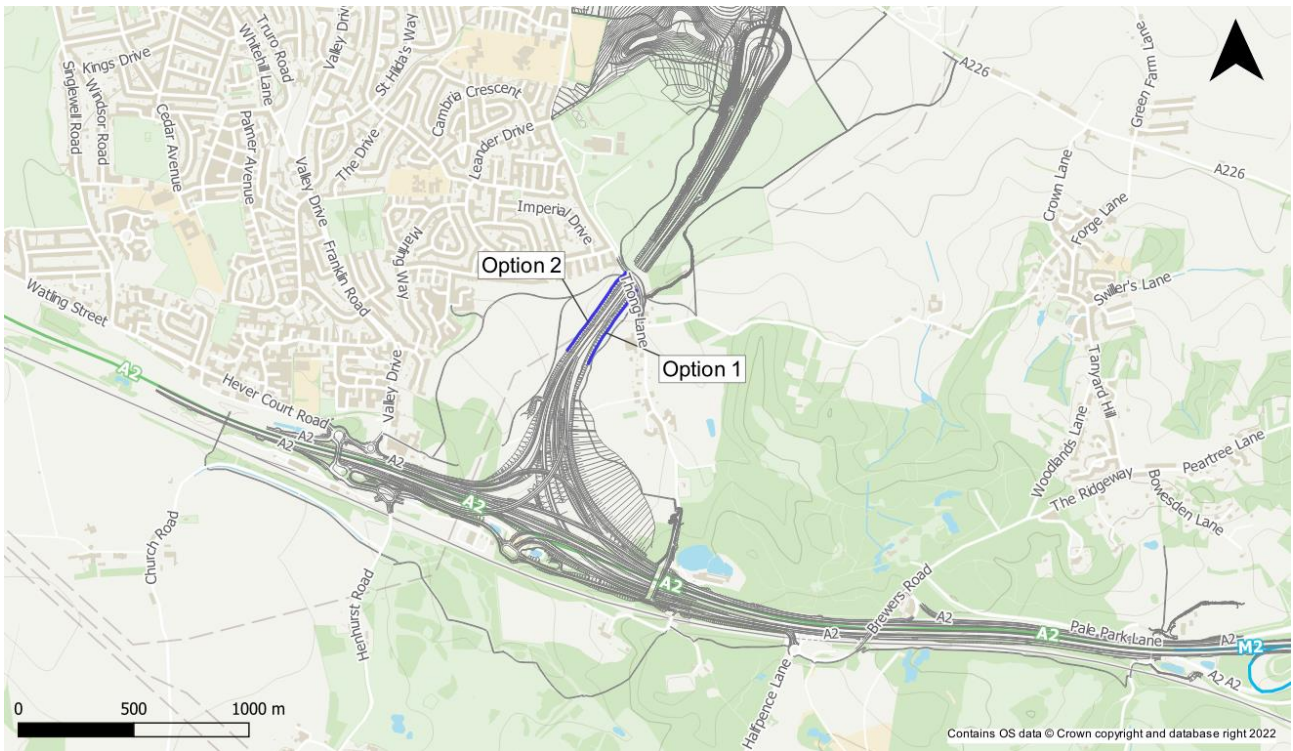 Truro Road
Whitehill Lane
Valley Drive
St Hilda's Way
Kings Drive
Singlewell Road
Windsor Road
Cedar Avenue
Palmer Avenue
The Drive
Cambria Crescent
Leander Drive
Valley Drive
Franklin Road
Imperial Drive
Marling Way
A226
Green Farm Lane
A226
Crown Lane
Forge Lane
Swiller's Lane
Tanyard Hill
Option 2
Thong Lane
Option 1
Watling Street
A2
Hever Court Road
Valley Drive
A2
A2
A2
A2
Woodlands Lane
Peartree Lane
The Ridgeway
Bowesden Lane
Church Road
Henhurst Road
A2
Brewers Road
A2
Halfpence Lane
A2
Pale Park Lane
A2
M2
A2 A2
0 500 1000 m
Contains OS data © Crown copyright and database right 2022